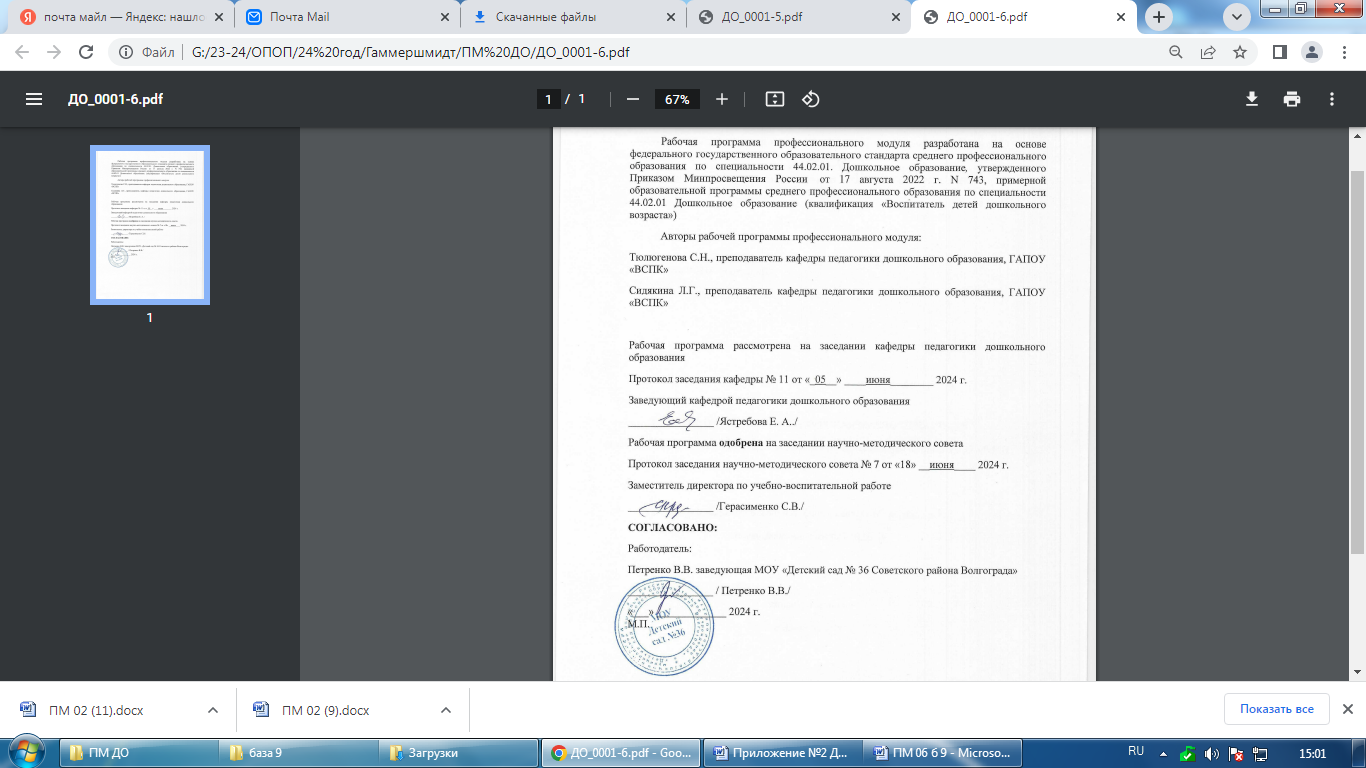 почта майл — Яндекс: нашло
Почта Mail
Скачанные файлы
ДО_0001-5.pdf
ДО_0001-6.pdf
Файл
G:/23-24/ОПОП/24%20год/Гаммершмидт/ПМ%20ДО/ДО_0001-6.pdf
ДО_0001-6.pdf
1 / 1
67%
1
Рабочая программа профессионального модуля разработана на основе
федерального государственного образовательного стандарта среднего профессионального
образования по специальности 44.02.01. Дошкольное образование, утвержденного
Приказом Минпросвещения России от 17 августа 2022 г. N 743, примерной
образовательной программы среднего профессионального образования по специальности
44.02.01 Дошкольное образование (квалификация «Воспитатель детей дошкольного
возраста»)
Авторы рабочей программы профессионального модуля:
Тюлюгенова С.Н., преподаватель кафедры педагогики дошкольного образования, ГАПОУ
«ВСПК»
Сидякина Л.Г., преподаватель кафедры педагогики дошкольного образования, ГАПОУ
«ВСПК»
Рабочая программа рассмотрена на заседании кафедры педагогики дошкольного
образования
Протокол заседания кафедры № 11 от «_05__» ____июня________ 2024 г.
Заведующий кафедрой педагогики дошкольного образования
________________ /Ястребова Е. А../
Рабочая программа одобрена на заседании научно-методического совета
Протокол заседания научно-методического совета № 7 от «18» __июня____ 2024 г.
Заместитель директора по учебно-воспитательной работе
________________ /Герасименко С.В./
СОГЛАСОВАНО:
Работодатель:
Петренко В.В. заведующая МОУ «Детский сад № 36 Советского района Волгограда»
________________ / Петренко В.В./
«___» ______________ 2024 г.
М.П.
МОУ
Детский
сад №36
ПМ 02 (11).docx
ПМ 02 (9).docx
Показать все
ПМ ДО
база 9
Загрузки
ДО_0001-6.pdf - Goo...
Приложение №2 Д...
ПМ 06 б 9 - Microso...
RU
15:01